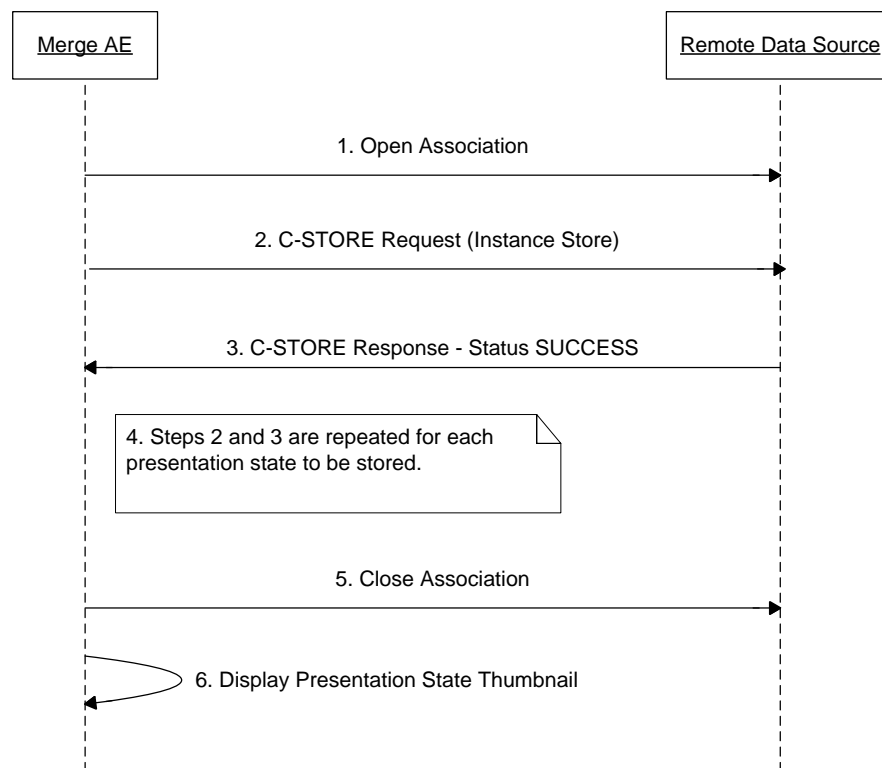 Merge AE
Remote Data Source
1. Open Association
2. C-STORE Request (Instance Store)
3. C-STORE Response - Status SUCCESS
4. Steps 2 and 3 are repeated for each
presentation state to be stored.
5. Close Association
6. Display Presentation State Thumbnail